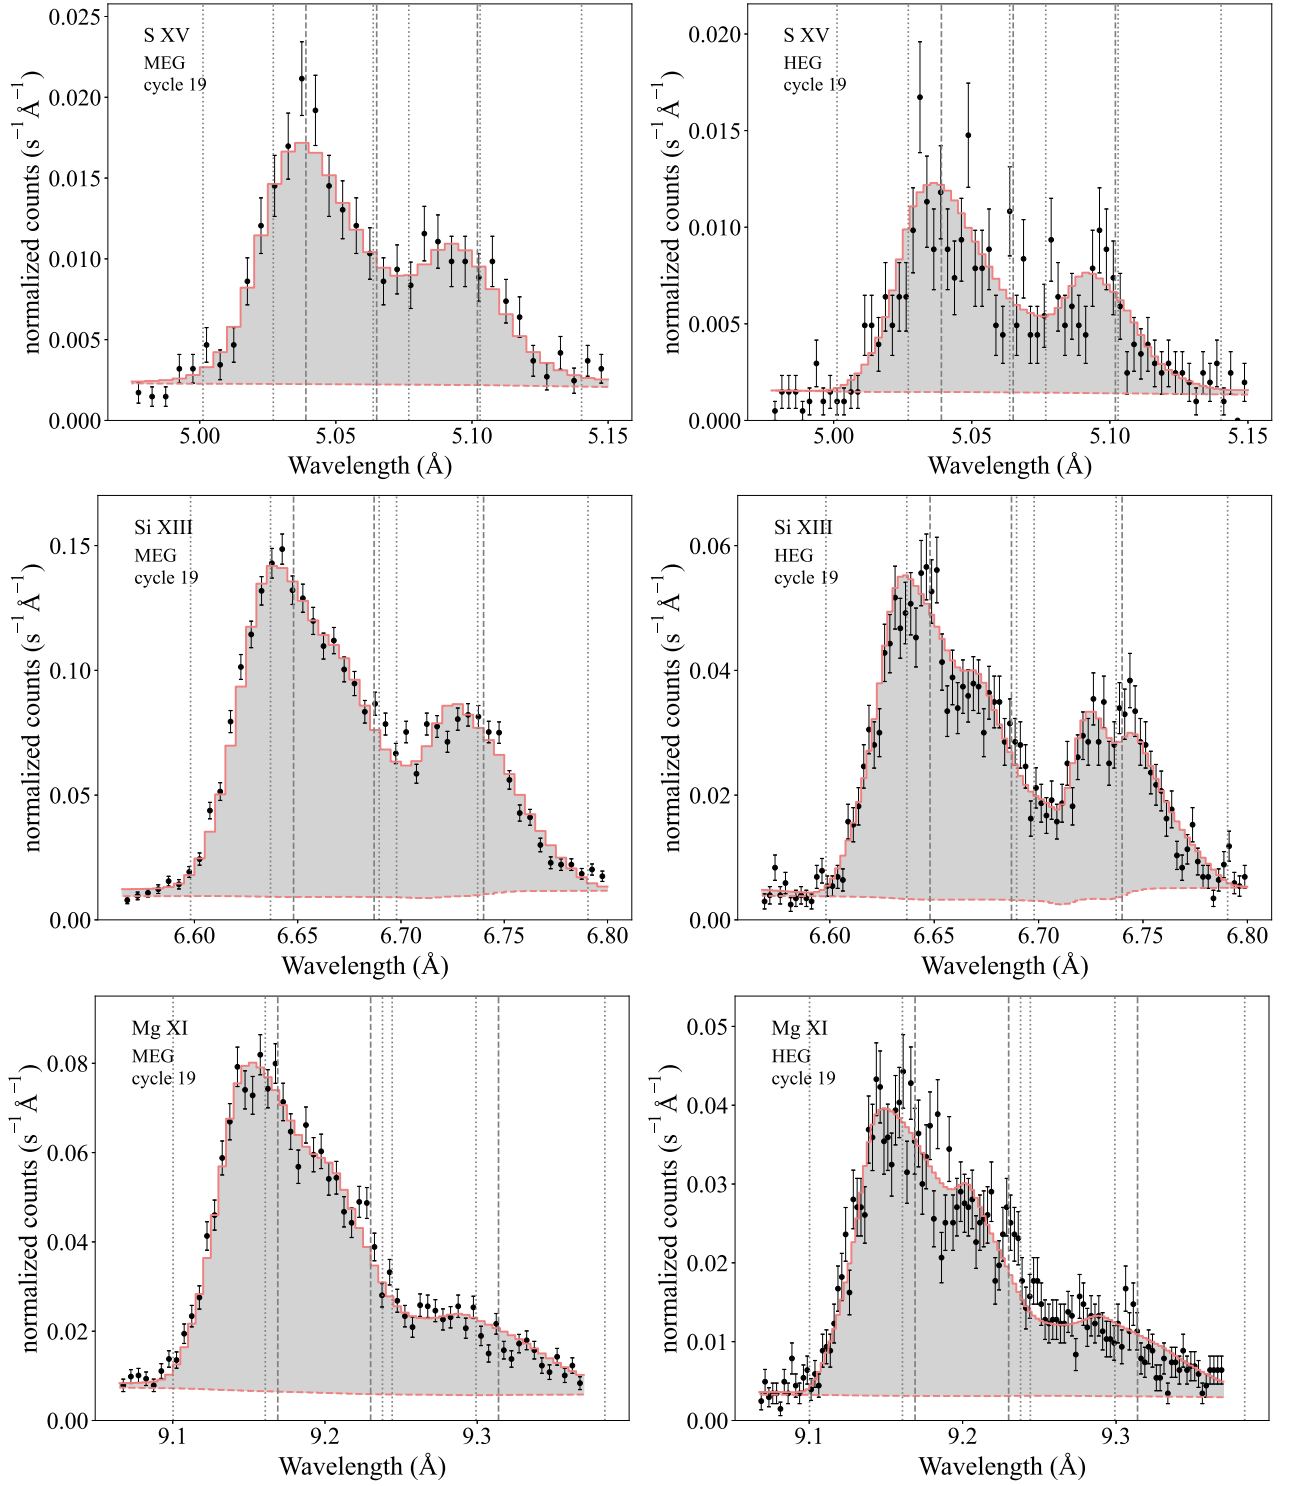 S XV
MEG
cycle 19
normalized counts (s⁻¹ Å⁻¹)
0.025
0.020
0.015
0.010
0.005
0.000
5.00 5.05 5.10 5.15
Wavelength (Å)
S XV
HEG
cycle 19
normalized counts (s⁻¹ Å⁻¹)
0.020
0.015
0.010
0.005
0.000
5.00 5.05 5.10 5.15
Wavelength (Å)
Si XIII
MEG
cycle 19
normalized counts (s⁻¹ Å⁻¹)
0.15
0.10
0.05
0.00
6.60 6.65 6.70 6.75 6.80
Wavelength (Å)
Si XIII
HEG
cycle 19
normalized counts (s⁻¹ Å⁻¹)
0.06
0.04
0.02
0.00
6.60 6.65 6.70 6.75 6.80
Wavelength (Å)
Mg XI
MEG
cycle 19
normalized counts (s⁻¹ Å⁻¹)
0.08
0.06
0.04
0.02
0.00
9.1 9.2 9.3
Wavelength (Å)
Mg XI
HEG
cycle 19
normalized counts (s⁻¹ Å⁻¹)
0.05
0.04
0.03
0.02
0.01
0.00
9.1 9.2 9.3
Wavelength (Å)